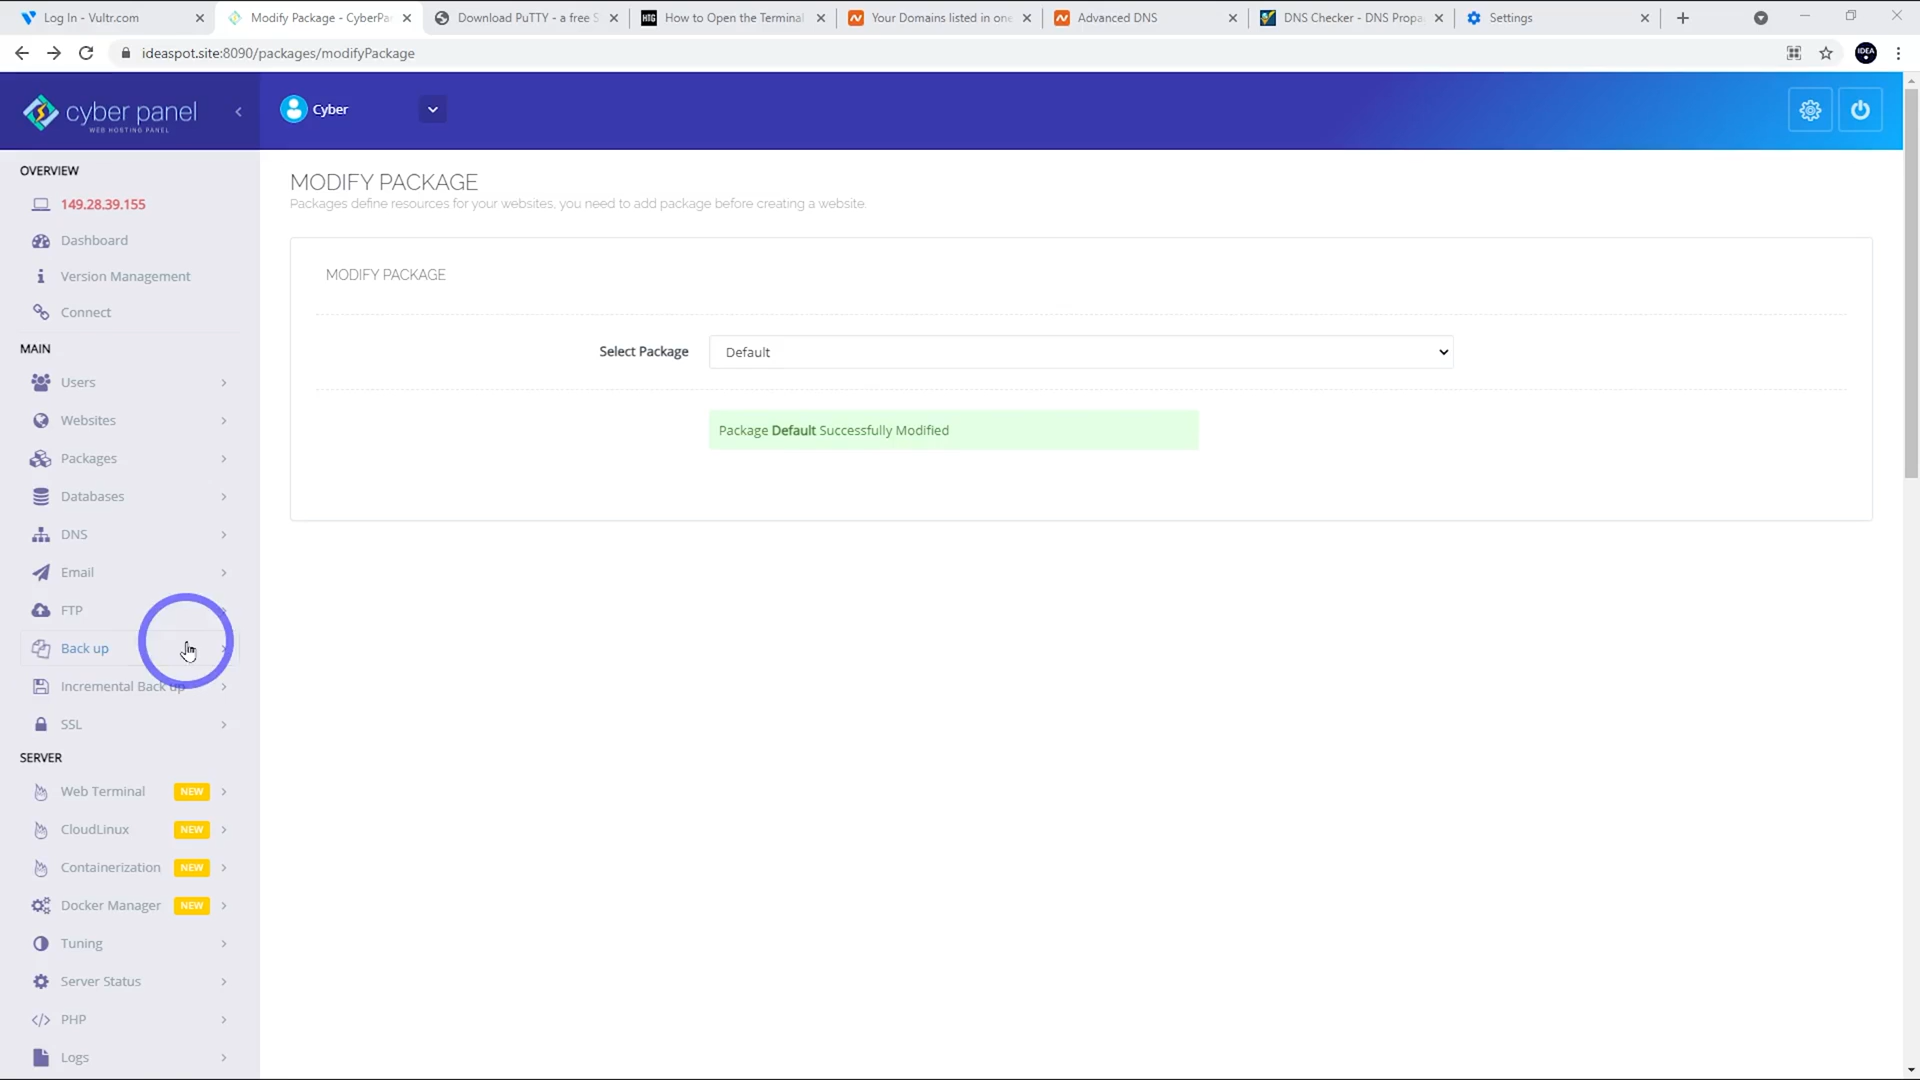 Log In - Vultr.com
Modify Package - CyberPa
Download PuTTY - a free S
HTG
How to Open the Terminal
Your Domains listed in one
Advanced DNS
DNS Checker - DNS Propa
Settings
ideaspot.site:8090/packages/modifyPackage
IDEA
cyber panel
WEB HOSTING PANEL
Cyber
OVERVIEW
149.28.39.155
Dashboard
Version Management
Connect
MAIN
Users
Websites
Packages
Databases
DNS
Email
FTP
Back up
Incremental Back up
SSL
SERVER
Web Terminal NEW
CloudLinux NEW
Containerization NEW
Docker Manager NEW
Tuning
Server Status
PHP
Logs
MODIFY PACKAGE
Packages define resources for your websites, you need to add package before creating a website.
MODIFY PACKAGE
Select Package Default
Package Default Successfully Modified